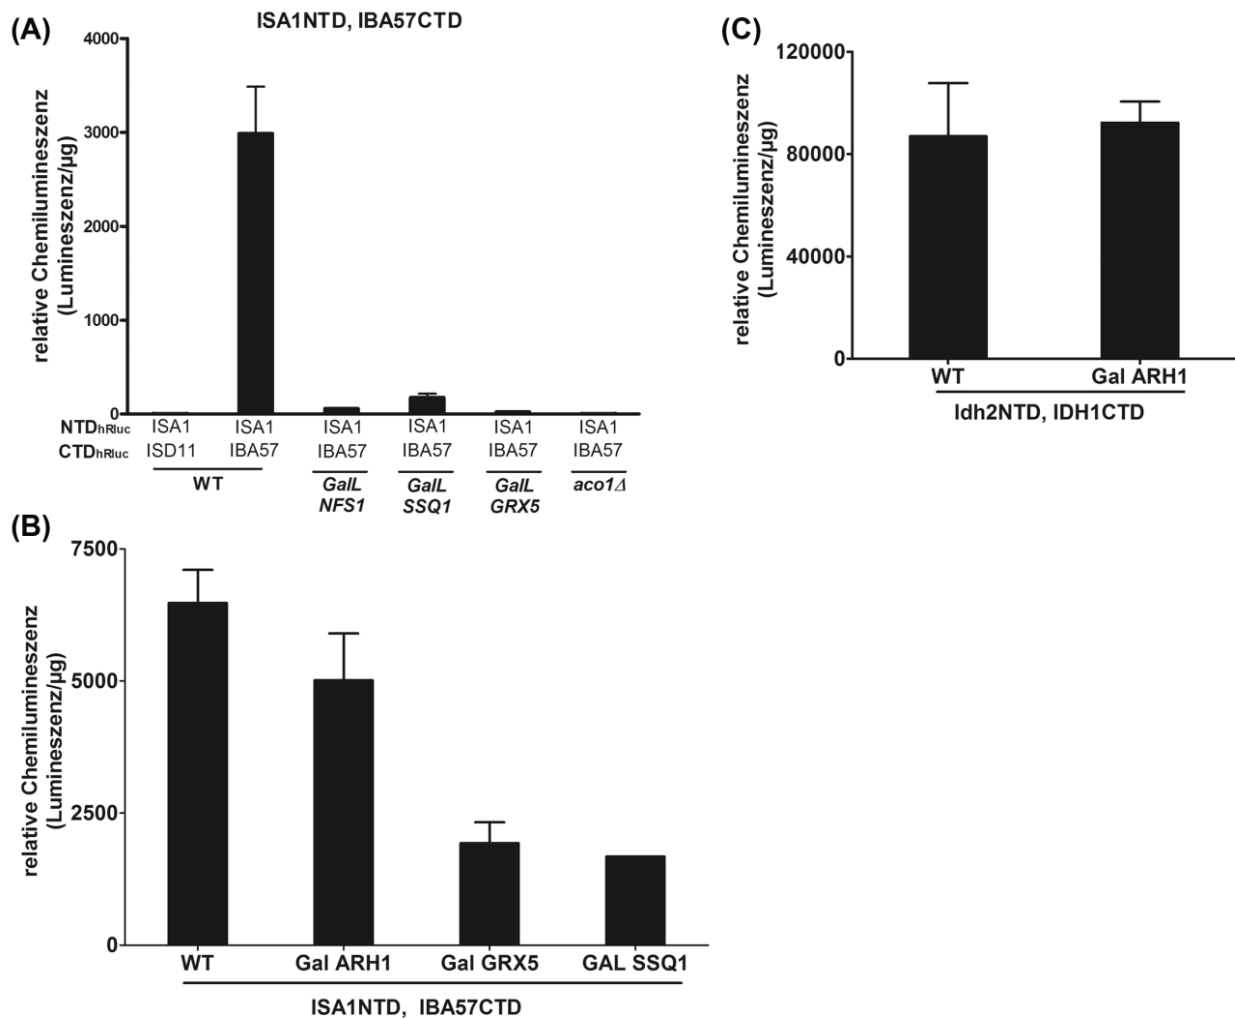 (A)
ISA1NTD, IBA57CTD
relative Chemilumineszenz
(Lumineszenz/µg)
4000
3000
2000
1000
0
NTDhRluc ISA1 ISA1 ISA1 ISA1 ISA1 ISA1
CTDhRluc ISD11 IBA57 IBA57 IBA57 IBA57 IBA57
WT GalL GalL GalL aco1Δ
NFS1 SSQ1 GRX5
(B)
relative Chemilumineszenz
(Lumineszenz/µg)
7500
5000
2500
0
WT Gal ARH1 Gal GRX5 GAL SSQ1
ISA1NTD, IBA57CTD
(C)
relative Chemilumineszenz
(Lumineszenz/µg)
120000
80000
40000
0
WT Gal ARH1
Idh2NTD, IDH1CTD